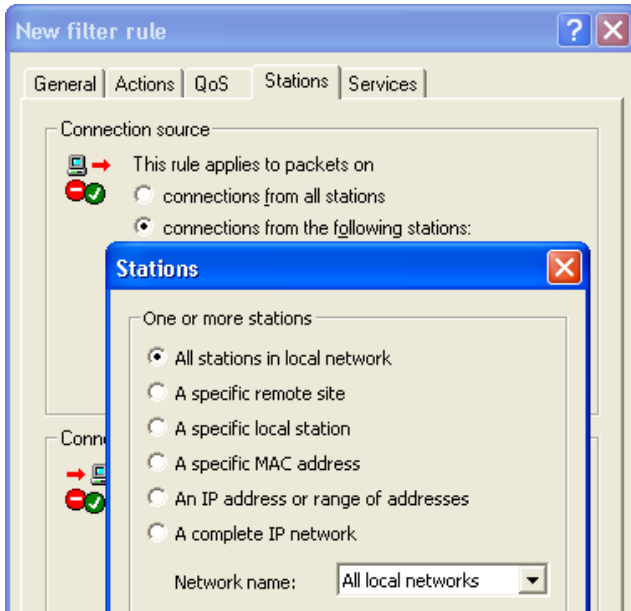 New filter rule
General Actions QoS Stations Services
Connection source
This rule applies to packets on
connections from all stations
connections from the following stations:
Stations
One or more stations
All stations in local network
A specific remote site
A specific local station
A specific MAC address
An IP address or range of addresses
A complete IP network
Network name: All local networks
Conne